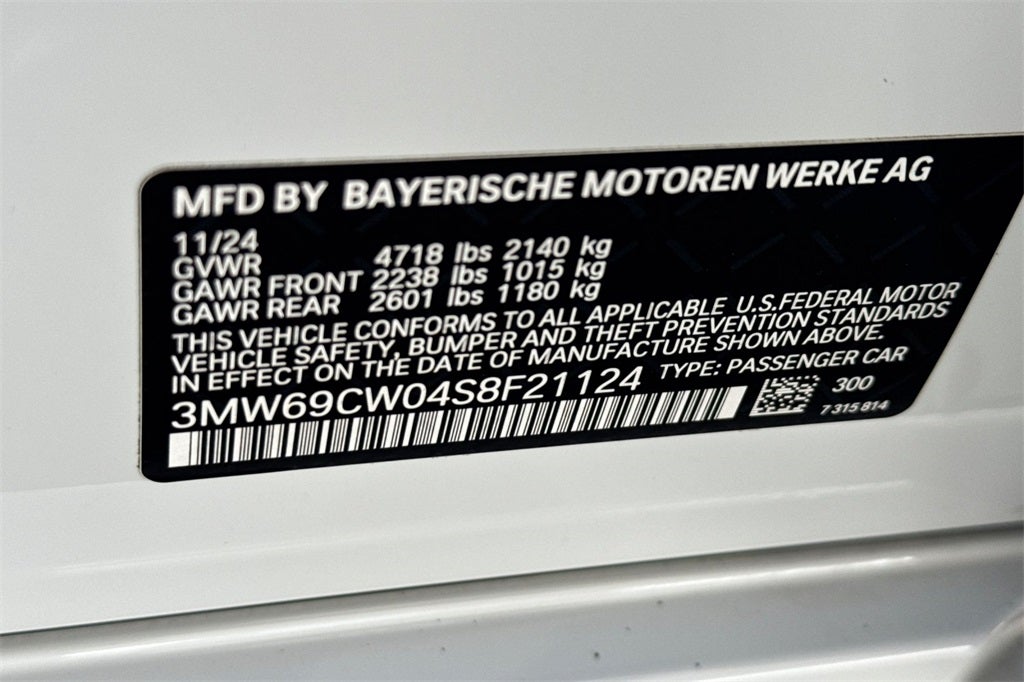 MFD BY BAYERISCHE MOTOREN WERKE AG
11/24
GVWR 4718 lbs 2140 kg
GAWR FRONT 2238 lbs 1015 kg
GAWR REAR 2601 lbs 1180 kg
THIS VEHICLE CONFORMS TO ALL APPLICABLE U.S.FEDERAL MOTOR
VEHICLE SAFETY, BUMPER AND THEFT PREVENTION STANDARDS
IN EFFECT ON THE DATE OF MANUFACTURE SHOWN ABOVE.
3MW69CW04S8F21124 TYPE: PASSENGER CAR
300
7 315 814